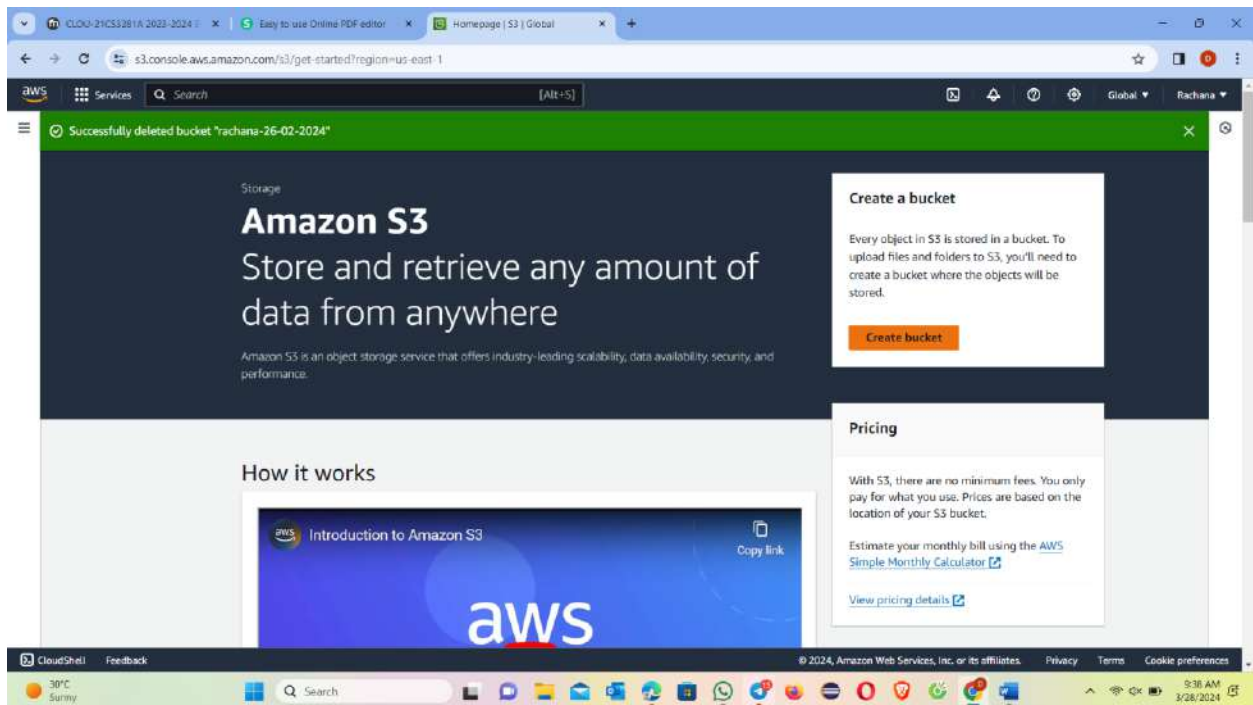 CLOU-21CS3281A 2023-2024
Easy to use Online PDF editor
Homepage | S3 | Global
s3.console.aws.amazon.com/s3/get-started?region=us-east-1
aws
Services
Search
[Alt+S]
Global
Rachana
Successfully deleted bucket "rachana-26-02-2024"
Storage
Amazon S3
Store and retrieve any amount of
data from anywhere
Amazon S3 is an object storage service that offers industry-leading scalability, data availability, security, and
performance.
Create a bucket
Every object in S3 is stored in a bucket. To
upload files and folders to S3, you'll need to
create a bucket where the objects will be
stored.
Create bucket
Pricing
With S3, there are no minimum fees. You only
pay for what you use. Prices are based on the
location of your S3 bucket.
Estimate your monthly bill using the AWS
Simple Monthly Calculator
View pricing details
How it works
aws
Introduction to Amazon S3
Copy link
aws
CloudShell
Feedback
© 2024, Amazon Web Services, Inc. or its affiliates.
Privacy
Terms
Cookie preferences
30°C
Sunny
Search
9:38 AM
3/28/2024